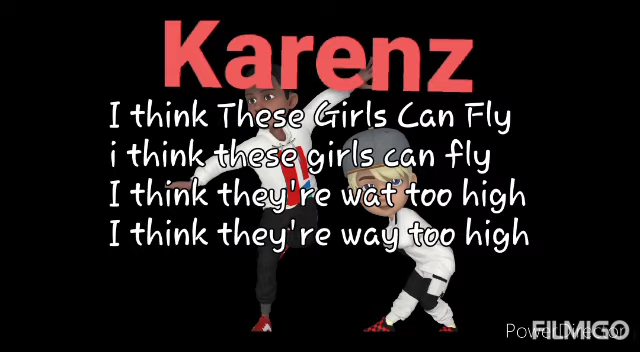 Karenz
I think These Girls Can Fly
i think these girls can fly
I think they're wat too high
I think they're way too high
PowerDirector
FILMIGO